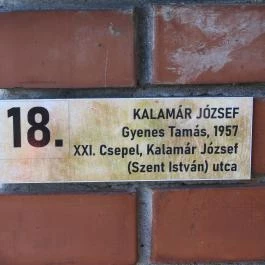 18.
KALAMÁR JÓZSEF
Gyenes Tamás, 1957
XXI. Csepel, Kalamár József
(Szent István) utca